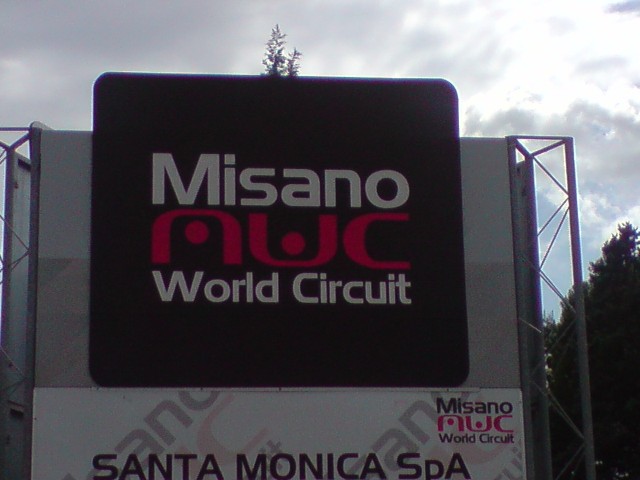 Misano
MWC
World Circuit
Misano
MWC
World Circuit
SANTA MONICA SpA